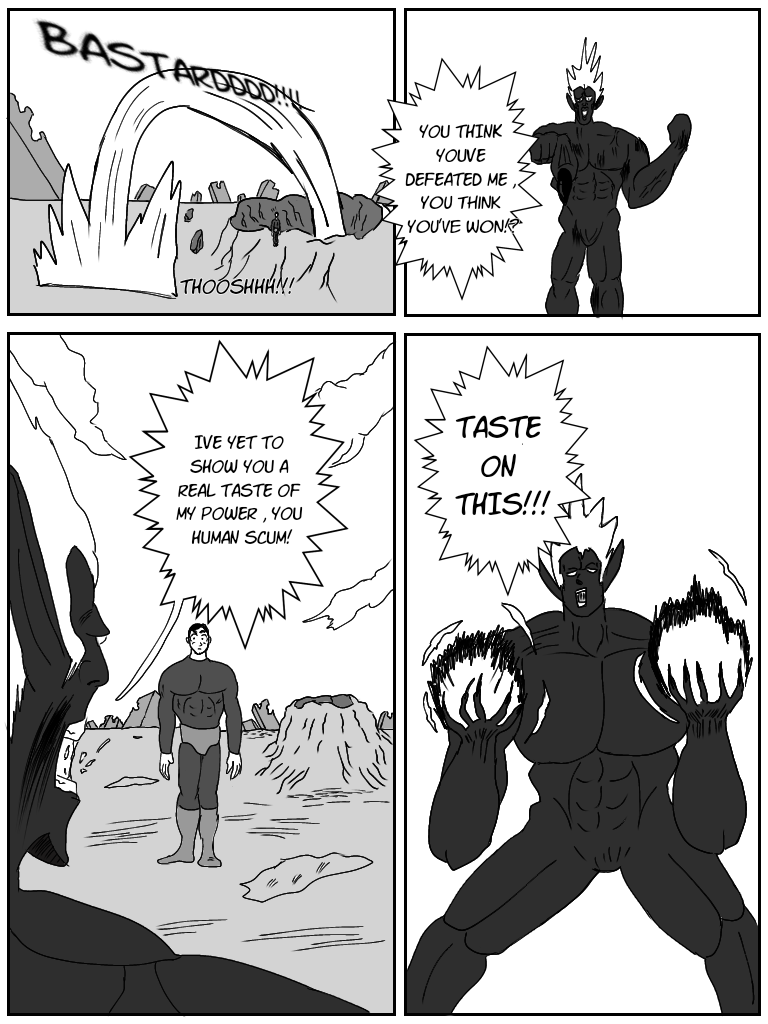 BASTARDDDD!!!!
THOOSHHH!!!
YOU THINK
YOUVE
DEFEATED ME ,
YOU THINK
YOU'VE WON!?
IVE YET TO
SHOW YOU A
REAL TASTE OF
MY POWER , YOU
HUMAN SCUM!
TASTE
ON
THIS!!!